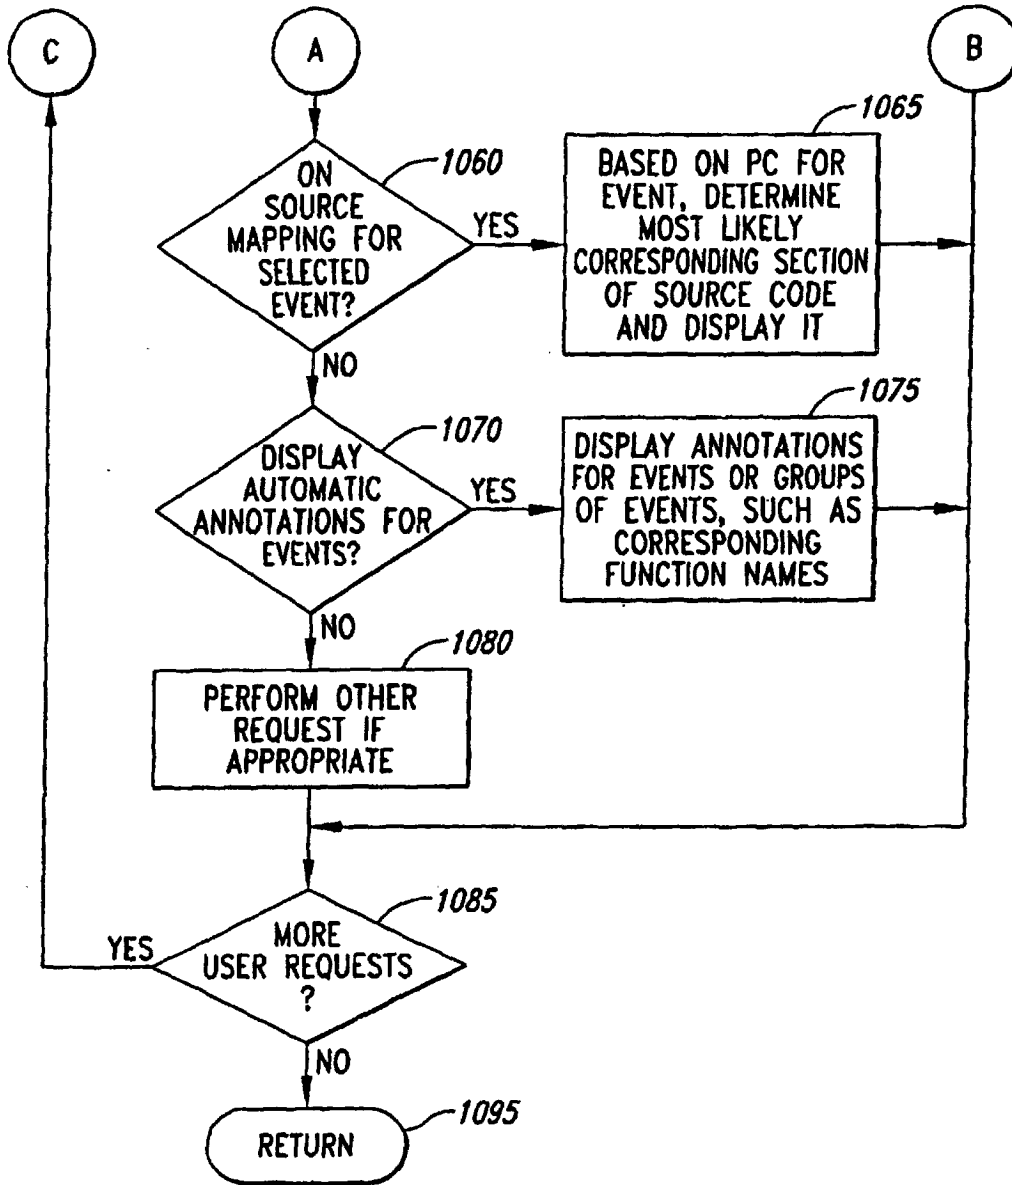 C
A
B
1060
ON
SOURCE
MAPPING FOR
SELECTED
EVENT?
YES
1065
BASED ON PC FOR
EVENT, DETERMINE
MOST LIKELY
CORRESPONDING SECTION
OF SOURCE CODE
AND DISPLAY IT
NO
1070
DISPLAY
AUTOMATIC
ANNOTATIONS FOR
EVENTS?
YES
1075
DISPLAY ANNOTATIONS
FOR EVENTS OR GROUPS
OF EVENTS, SUCH AS
CORRESPONDING
FUNCTION NAMES
NO
1080
PERFORM OTHER
REQUEST IF
APPROPRIATE
1085
MORE
USER REQUESTS
?
YES
NO
1095
RETURN